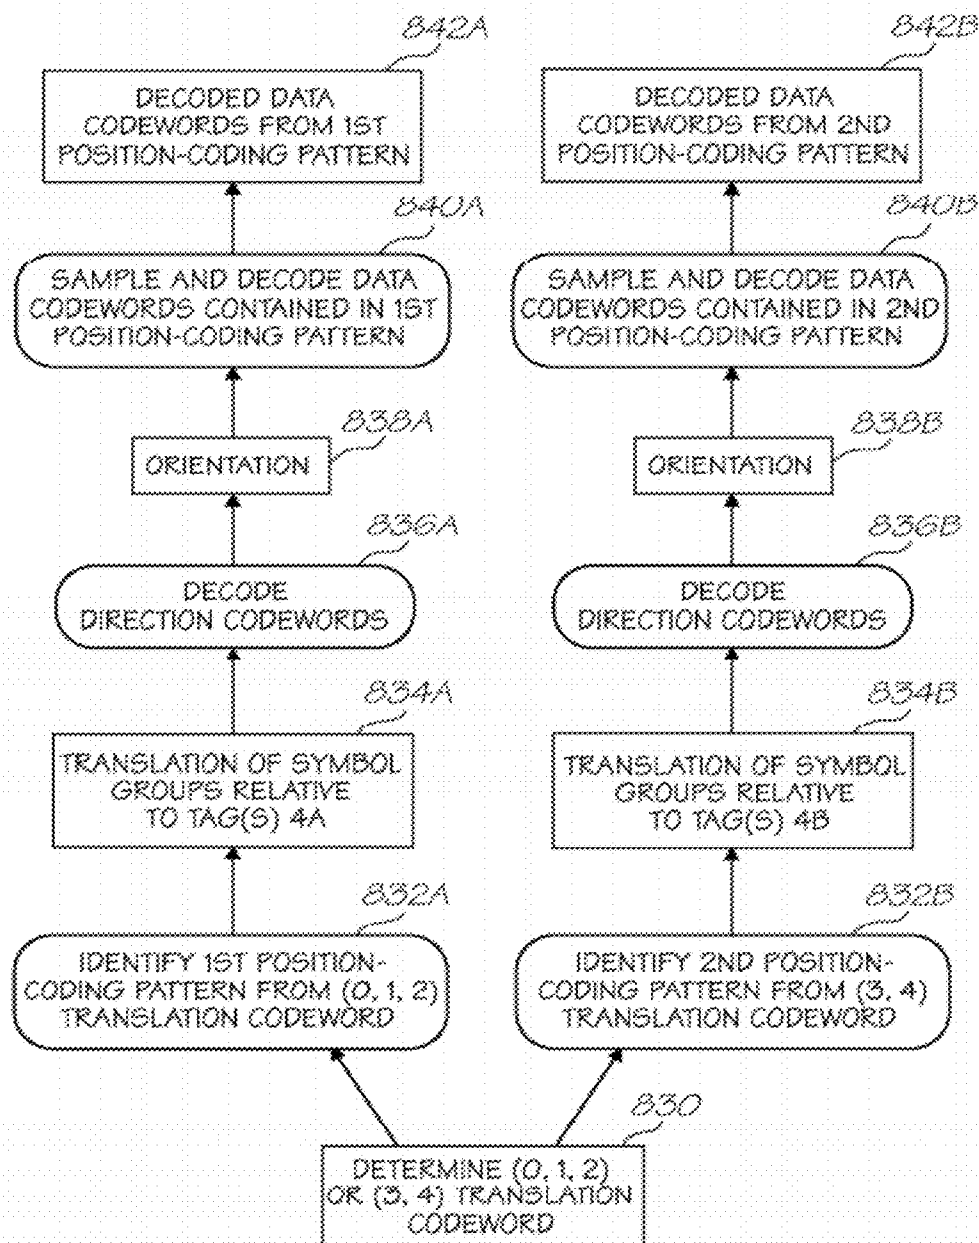 842A
842B
DECODED DATA
CODEWORDS FROM 1ST
POSITION-CODING PATTERN
DECODED DATA
CODEWORDS FROM 2ND
POSITION-CODING PATTERN
840A
840B
SAMPLE AND DECODE DATA
CODEWORDS CONTAINED IN 1ST
POSITION-CODING PATTERN
SAMPLE AND DECODE DATA
CODEWORDS CONTAINED IN 2ND
POSITION-CODING PATTERN
838A
838B
ORIENTATION
ORIENTATION
836A
836B
DECODE
DIRECTION CODEWORDS
DECODE
DIRECTION CODEWORDS
834A
834B
TRANSLATION OF SYMBOL
GROUPS RELATIVE
TO TAG(S) 4A
TRANSLATION OF SYMBOL
GROUPS RELATIVE
TO TAG(S) 4B
832A
832B
IDENTIFY 1ST POSITION-
CODING PATTERN FROM (0, 1, 2)
TRANSLATION CODEWORD
IDENTIFY 2ND POSITION-
CODING PATTERN FROM (3, 4)
TRANSLATION CODEWORD
830
DETERMINE (0, 1, 2)
OR (3, 4) TRANSLATION
CODEWORD